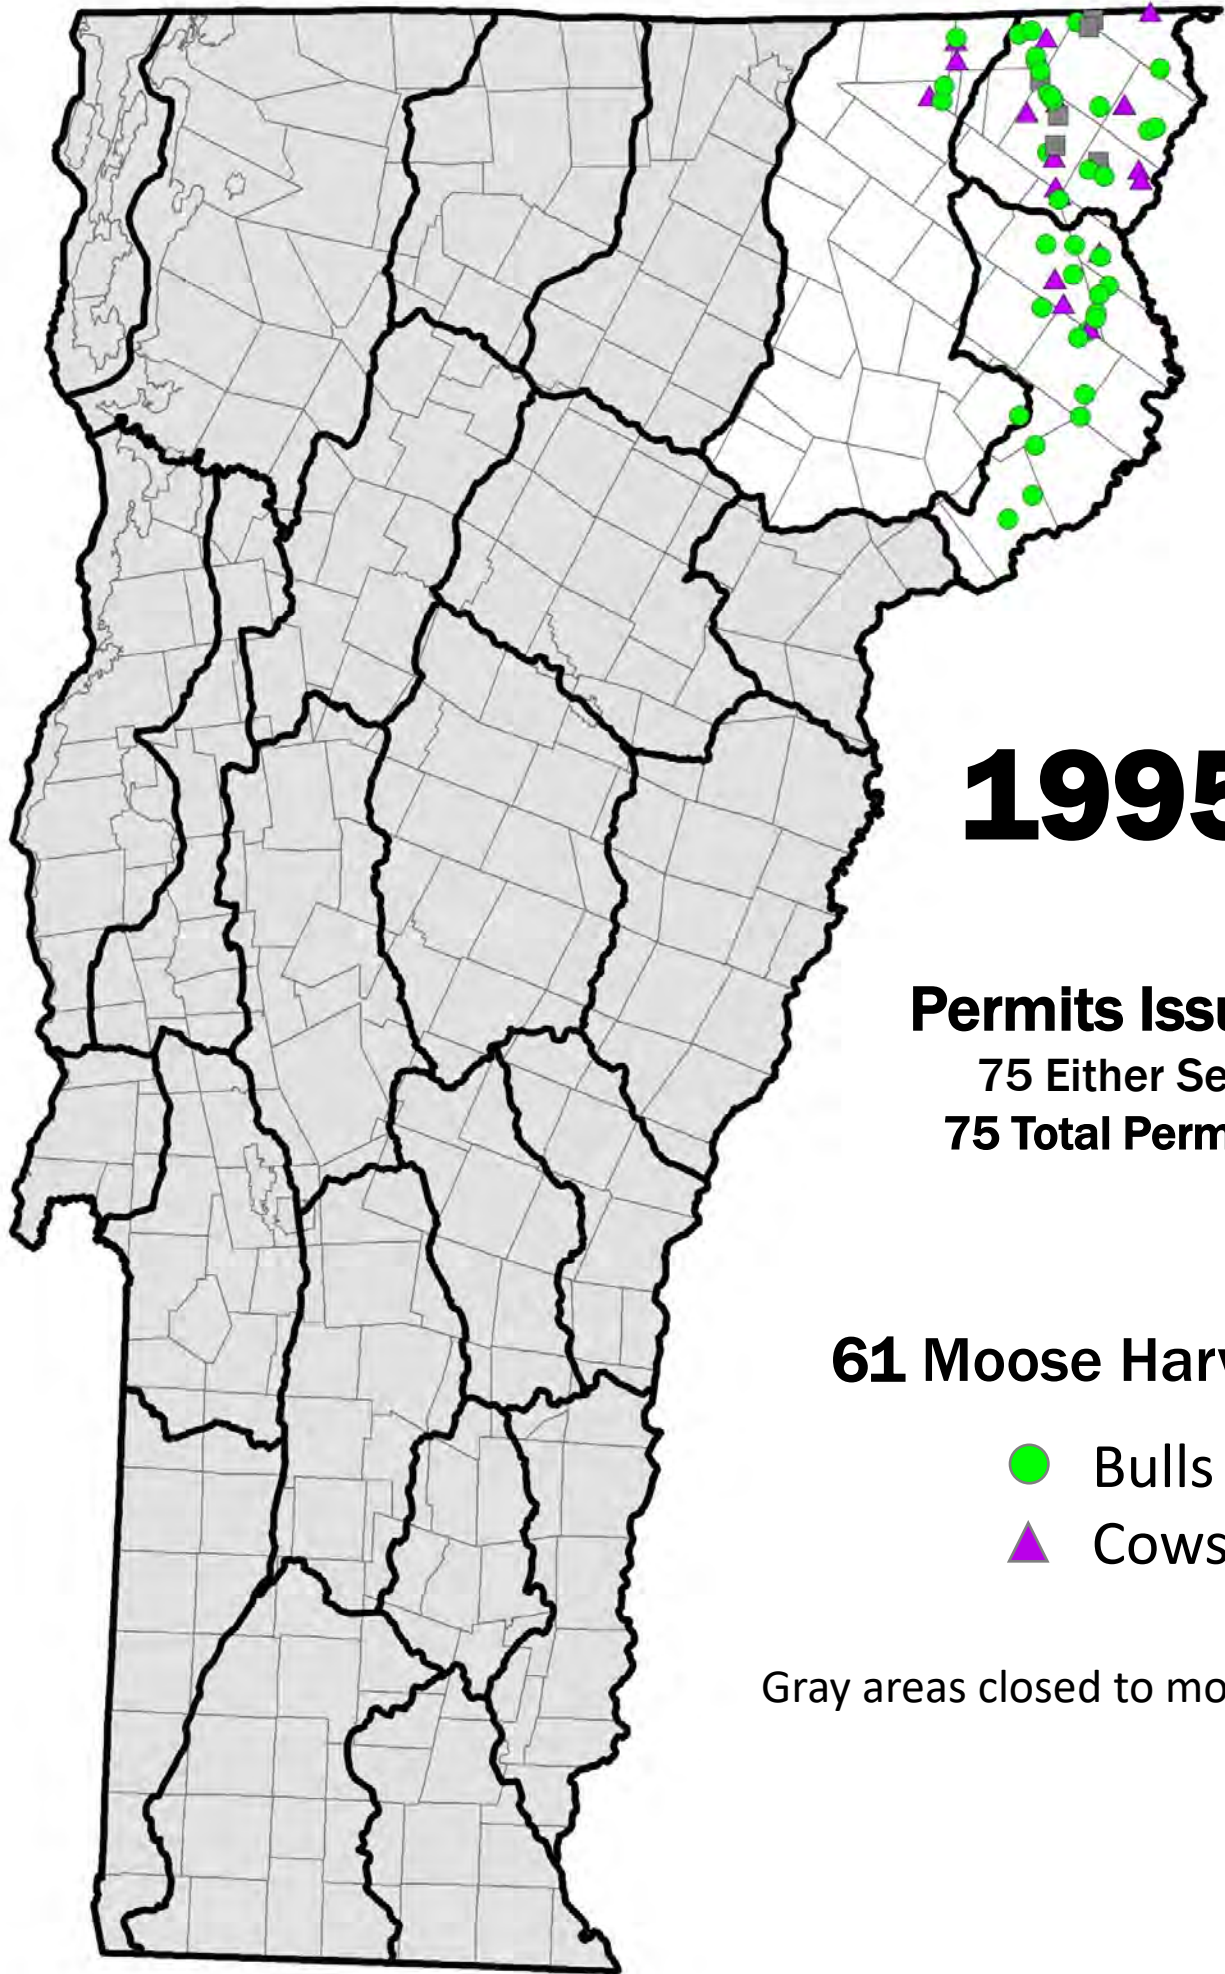 1995
Permits Issu
75 Either Se
75 Total Perm
61 Moose Harv
Bulls
Cows
Gray areas closed to mo